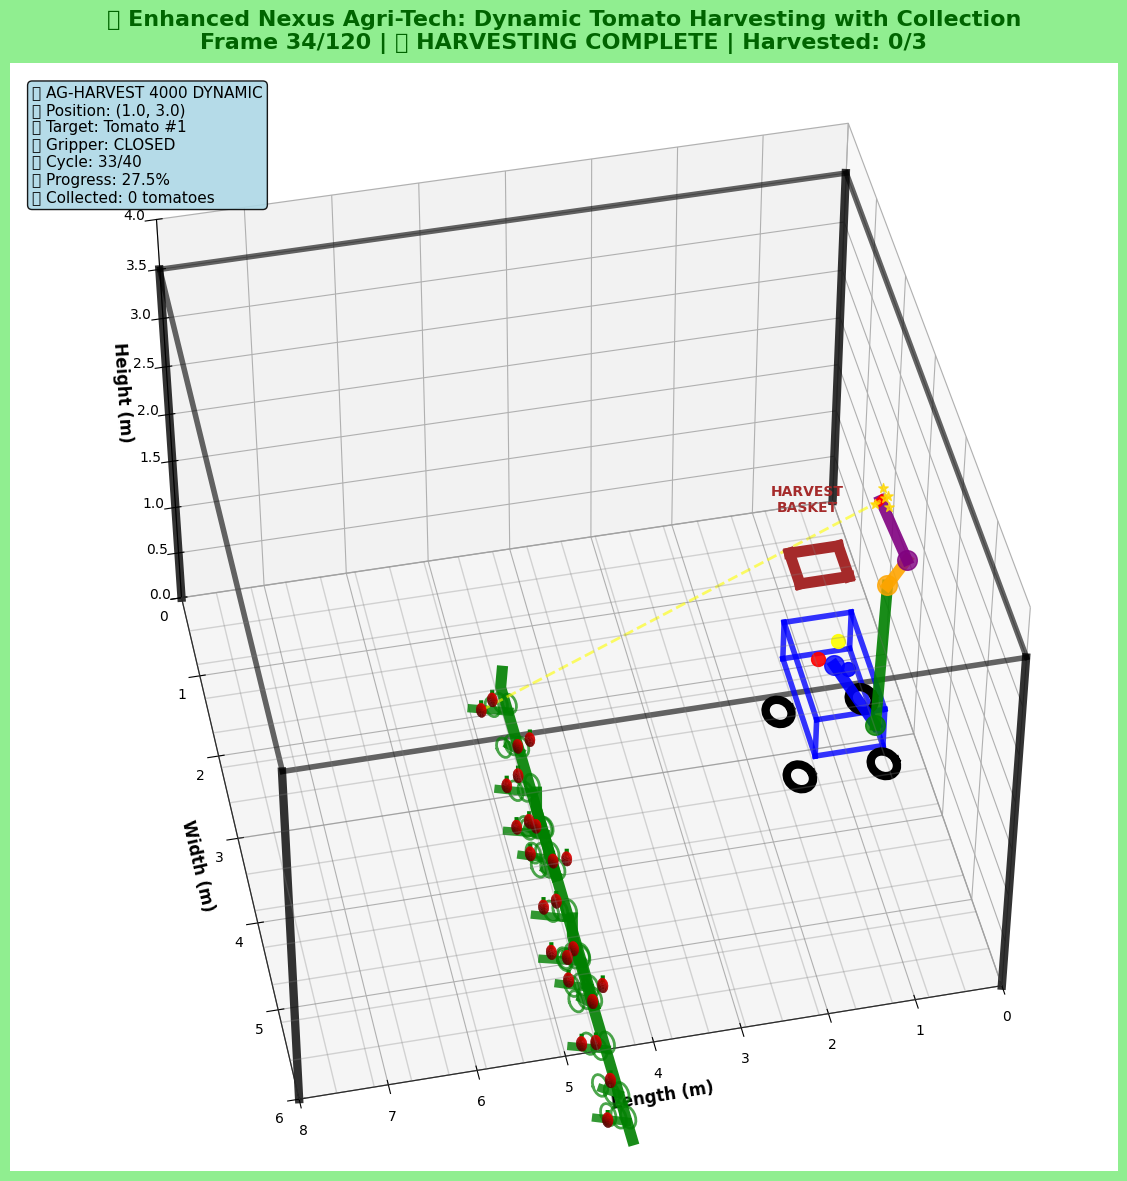 Enhanced Nexus Agri-Tech: Dynamic Tomato Harvesting with Collection
Frame 34/120 | HARVESTING COMPLETE | Harvested: 0/3
AG-HARVEST 4000 DYNAMIC
Position: (1.0, 3.0)
Target: Tomato #1
Gripper: CLOSED
Cycle: 33/40
Progress: 27.5%
Collected: 0 tomatoes
4.0
3.5
3.0
2.5
2.0
1.5
1.0
0.5
0.0
Height (m)
HARVEST
BASKET
0
1
2
3
4
5
6
Width (m)
8
7
6
5
4
3
2
1
0
Length (m)